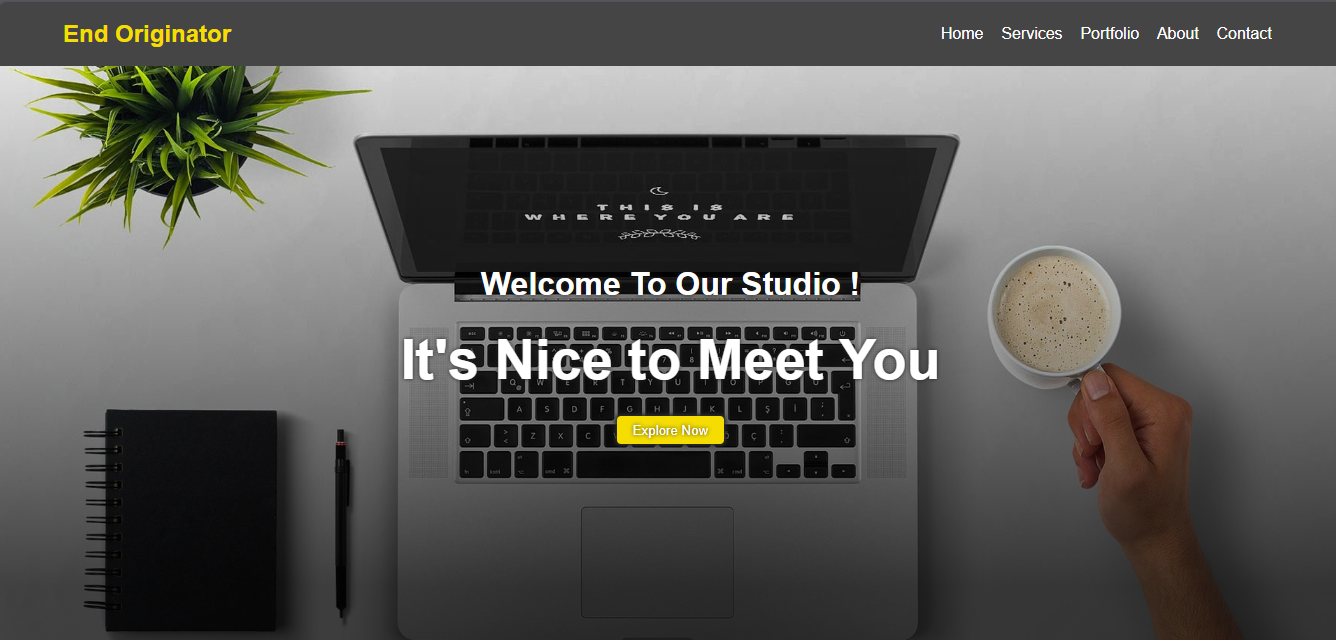 End Originator
Home Services Portfolio About Contact
THIS IS
WHERE YOU ARE
Welcome To Our Studio !
It's Nice to Meet You
Explore Now